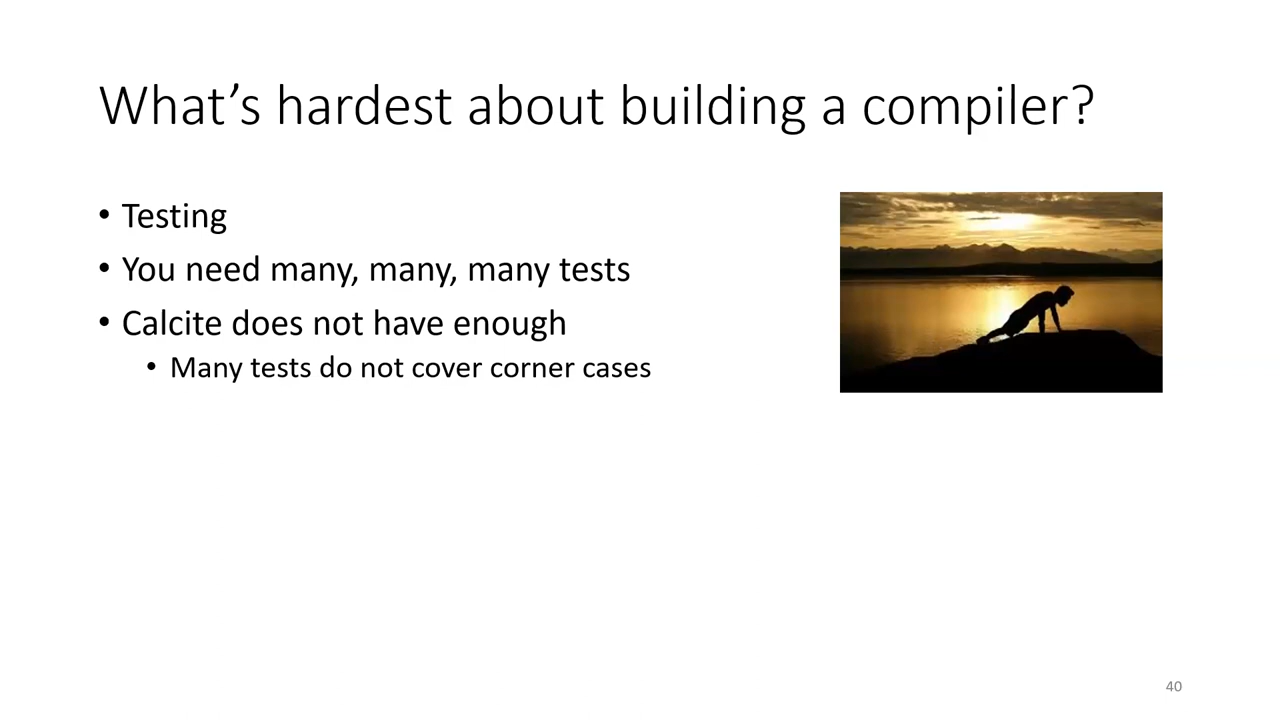 What’s hardest about building a compiler?
• Testing
• You need many, many, many tests
• Calcite does not have enough
• Many tests do not cover corner cases
40